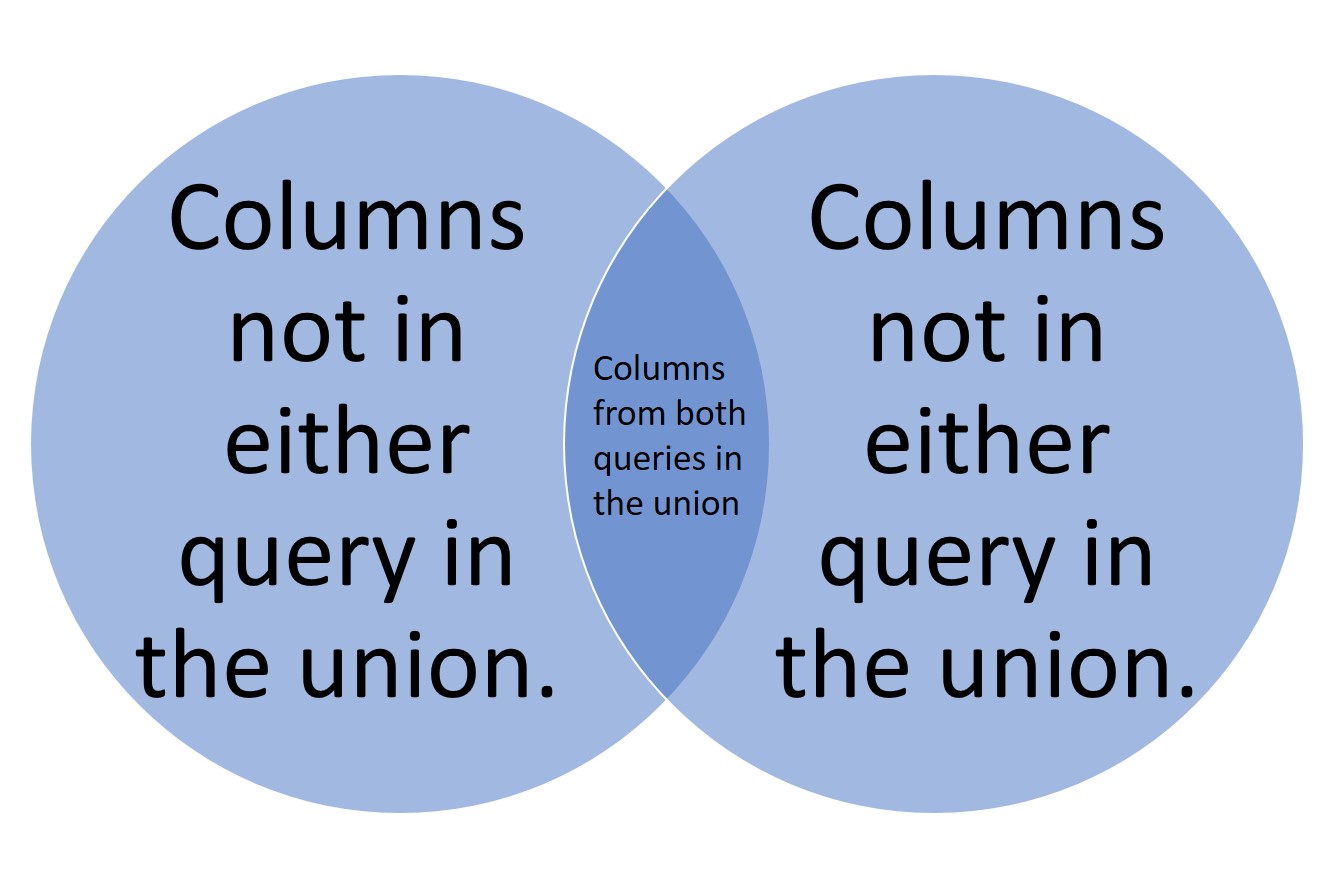 Columns
not in
either
query in
the union.
Columns
from both
queries in
the union
Columns
not in
either
query in
the union.